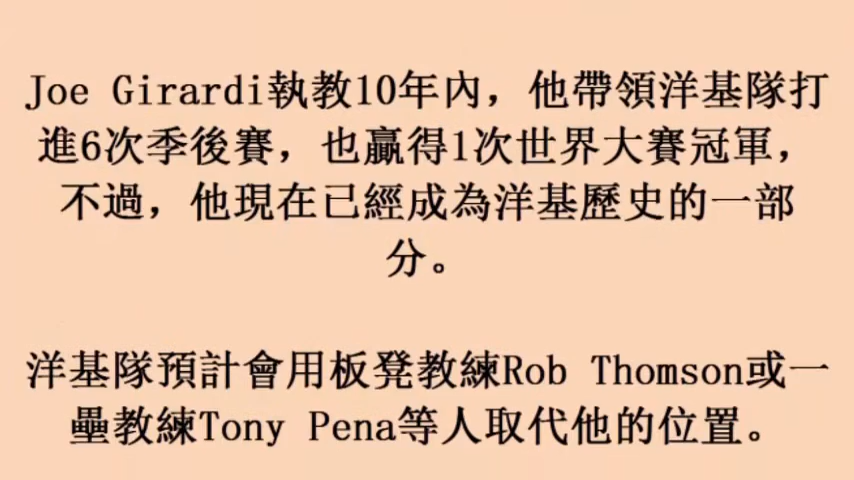 Joe Girardi執教10年內，他帶領洋基隊打
進6次季後賽，也贏得1次世界大賽冠軍，
不過，他現在已經成為洋基歷史的一部
分。
洋基隊預計會用板凳教練Rob Thomson或一
壘教練Tony Pena等人取代他的位置。